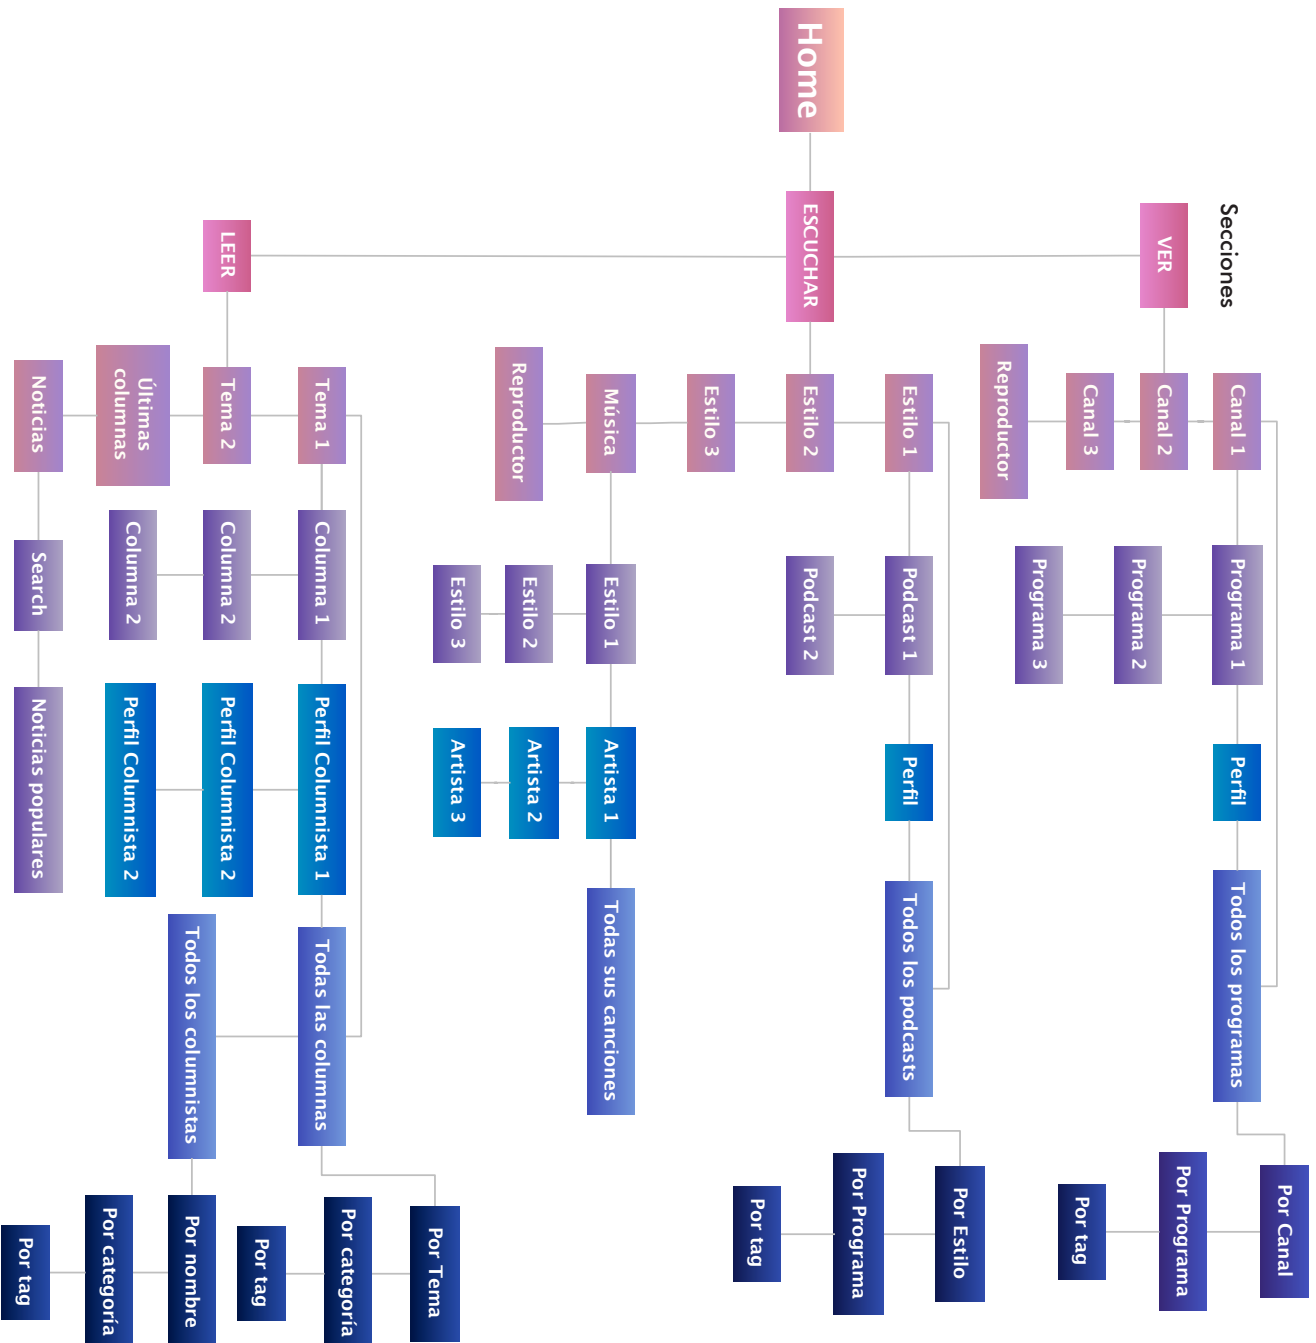 Home
Secciones
VER
Canal 1
Canal 2
Canal 3
Reproductor
Programa 1
Programa 2
Programa 3
Perfil
Todos los programas
Por Canal
Por Programa
Por tag
ESCUCHAR
Estilo 1
Estilo 2
Estilo 3
Música
Reproductor
Podcast 1
Podcast 2
Perfil
Todos los podcasts
Por Estilo
Por Programa
Por tag
Estilo 1
Estilo 2
Estilo 3
Artista 1
Artista 2
Artista 3
Todas sus canciones
LEER
Tema 1
Tema 2
Últimas
columnas
Noticias
Columna 1
Columna 2
Columna 2
Search
Perfil Columnista 1
Perfil Columnista 2
Perfil Columnista 2
Noticias populares
Todas las columnas
Todos los columnistas
Por Tema
Por categoría
Por tag
Por nombre
Por categoría
Por tag